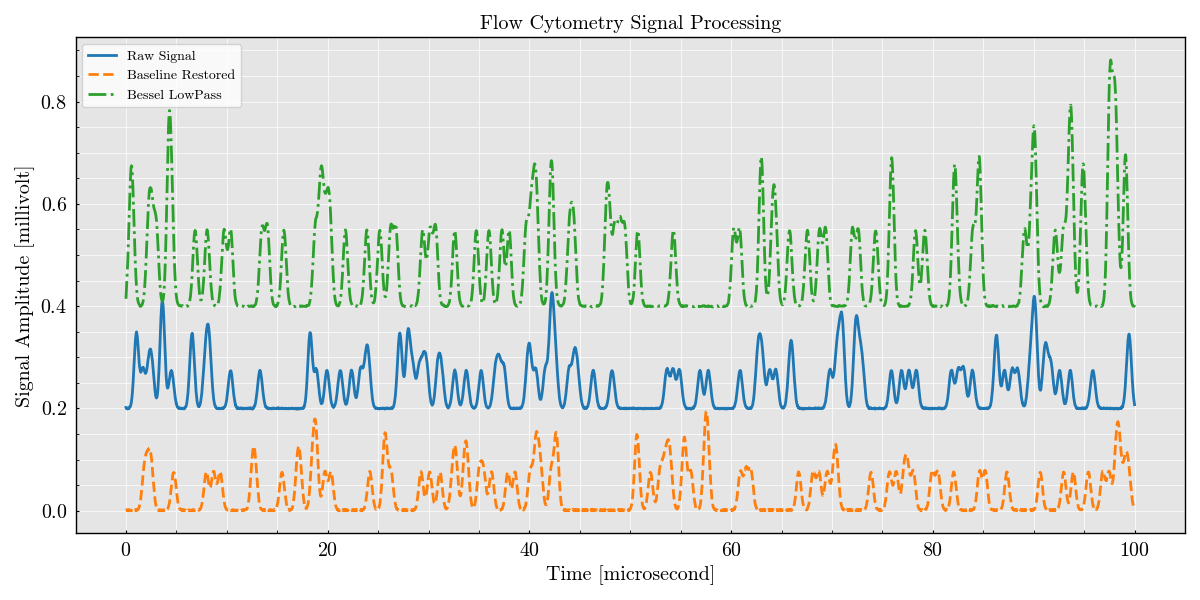 Flow Cytometry Signal Processing
Raw Signal
Baseline Restored
Bessel LowPass
Signal Amplitude [millivolt]
0.8
0.6
0.4
0.2
0.0
0 20 40 60 80 100
Time [microsecond]